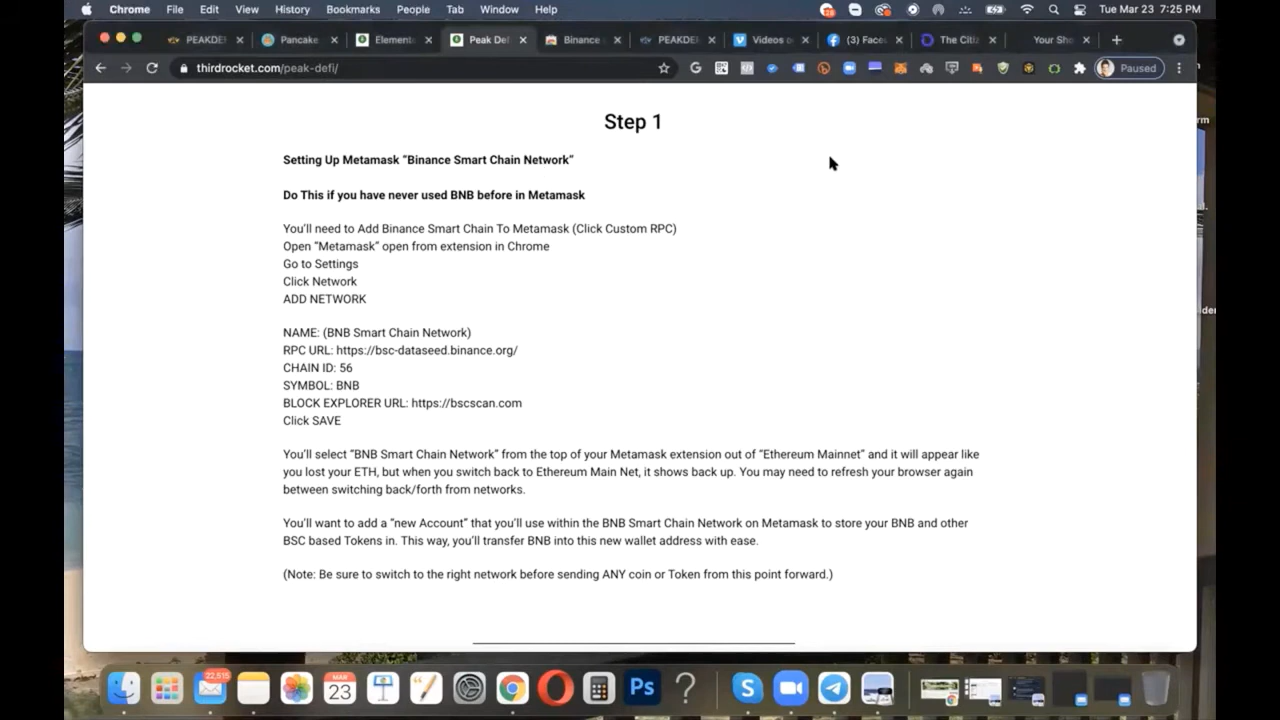 Chrome File Edit View History Bookmarks People Tab Window Help
Tue Mar 23 7:25 PM
PEAKDE
Pancake
Element
Peak Def
Binance
PEAKDE
Videos o
(3) Face
The Citi
Your Sho
thirdrocket.com/peak-defi/
Paused
Step 1
Setting Up Metamask “Binance Smart Chain Network”
Do This if you have never used BNB before in Metamask
You’ll need to Add Binance Smart Chain To Metamask (Click Custom RPC)
Open “Metamask” open from extension in Chrome
Go to Settings
Click Network
ADD NETWORK
NAME: (BNB Smart Chain Network)
RPC URL: https://bsc-dataseed.binance.org/
CHAIN ID: 56
SYMBOL: BNB
BLOCK EXPLORER URL: https://bscscan.com
Click SAVE
You’ll select “BNB Smart Chain Network” from the top of your Metamask extension out of “Ethereum Mainnet” and it will appear like
you lost your ETH, but when you switch back to Ethereum Main Net, it shows back up. You may need to refresh your browser again
between switching back/forth from networks.
You’ll want to add a “new Account” that you’ll use within the BNB Smart Chain Network on Metamask to store your BNB and other
BSC based Tokens in. This way, you’ll transfer BNB into this new wallet address with ease.
(Note: Be sure to switch to the right network before sending ANY coin or Token from this point forward.)
22,515
MAR
23
Ps